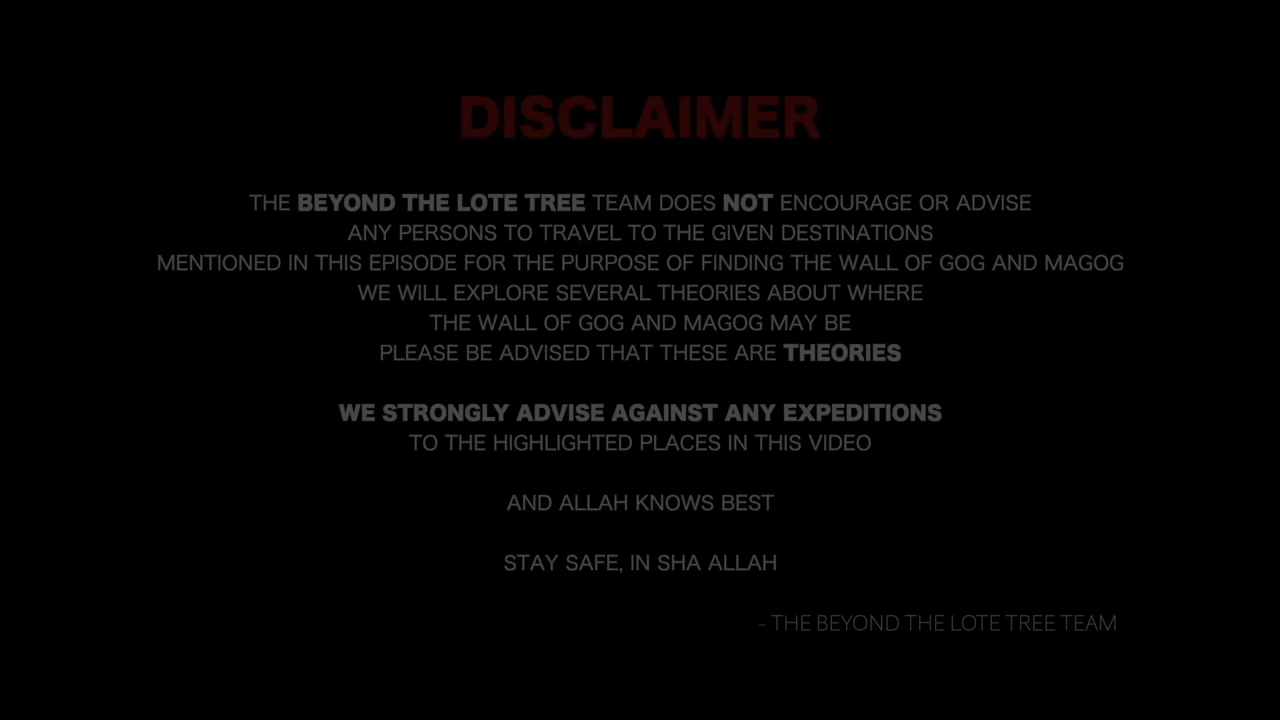 DISCLAIMER
THE BEYOND THE LOTE TREE TEAM DOES NOT ENCOURAGE OR ADVISE
ANY PERSONS TO TRAVEL TO THE GIVEN DESTINATIONS
MENTIONED IN THIS EPISODE FOR THE PURPOSE OF FINDING THE WALL OF GOG AND MAGOG
WE WILL EXPLORE SEVERAL THEORIES ABOUT WHERE
THE WALL OF GOG AND MAGOG MAY BE
PLEASE BE ADVISED THAT THESE ARE THEORIES
WE STRONGLY ADVISE AGAINST ANY EXPEDITIONS
TO THE HIGHLIGHTED PLACES IN THIS VIDEO
AND ALLAH KNOWS BEST
STAY SAFE, IN SHA ALLAH
- THE BEYOND THE LOTE TREE TEAM